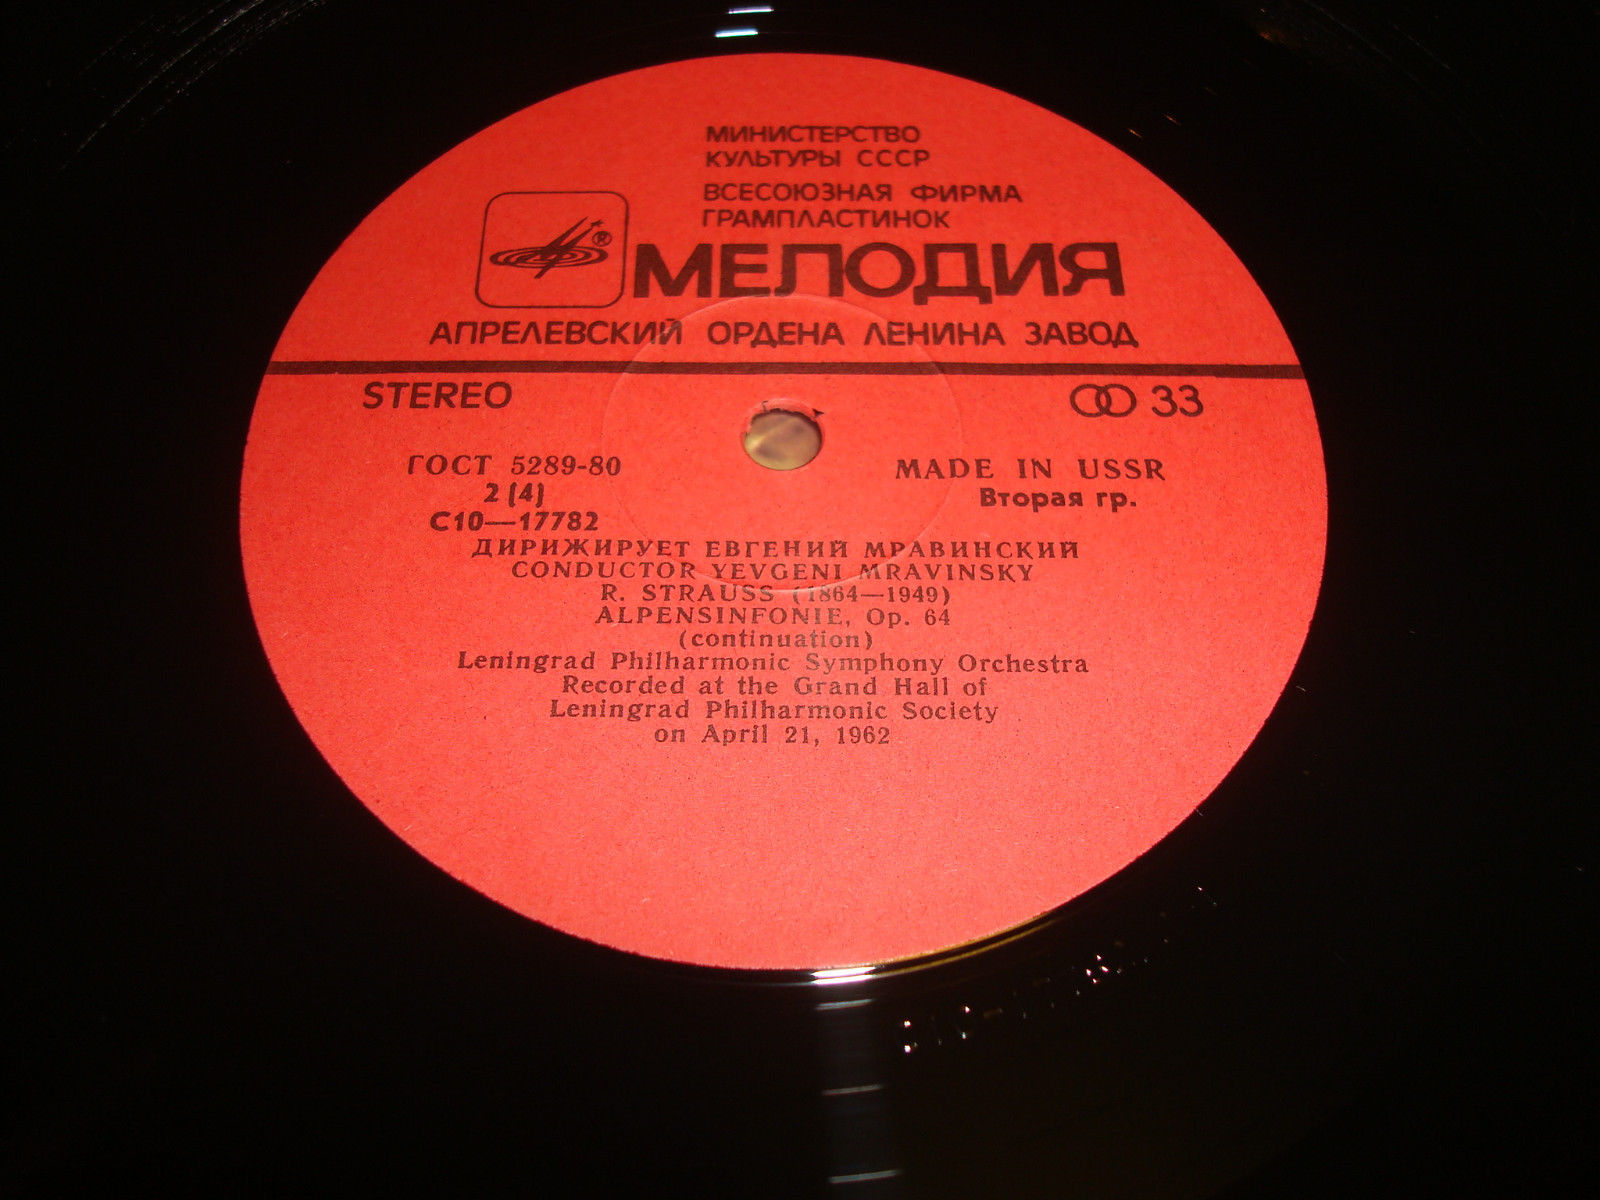 МИНИСТЕРСТВО
КУЛЬТУРЫ СССР
ВСЕСОЮЗНАЯ ФИРМА
ГРАМПЛАСТИНОК
® МЕЛОДИЯ
АПРЕЛЕВСКИЙ ОРДЕНА ЛЕНИНА ЗАВОД
STEREO
33
ГОСТ 5289-80
2 (4)
С10—17782
MADE IN USSR
Вторая гр.
ДИРИЖИРУЕТ ЕВГЕНИЙ МРАВИНСКИЙ
CONDUCTOR YEVGENI MRAVINSKY
R. STRAUSS (1864—1949)
ALPENSINFONIE, Op. 64
(continuation)
Leningrad Philharmonic Symphony Orchestra
Recorded at the Grand Hall of
Leningrad Philharmonic Society
on April 21, 1962